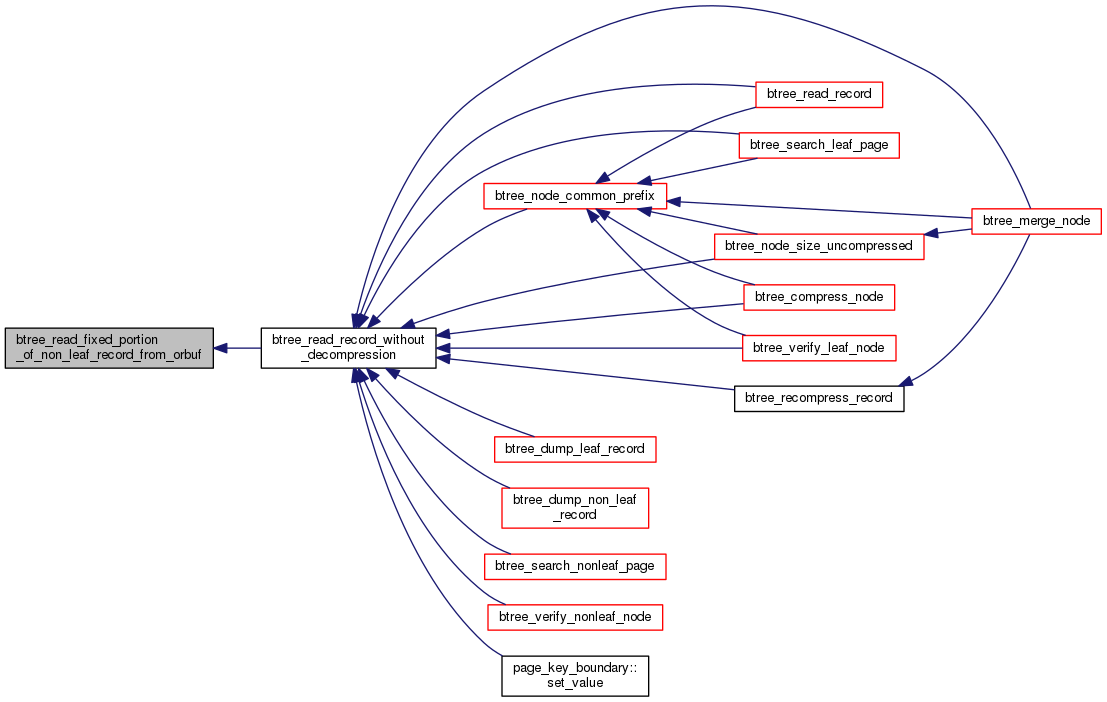 btree_read_record
btree_search_leaf_page
btree_node_common_prefix
btree_merge_node
btree_node_size_uncompressed
btree_compress_node
btree_read_fixed_portion
_of_non_leaf_record_from_orbuf
btree_read_record_without
_decompression
btree_verify_leaf_node
btree_recompress_record
btree_dump_leaf_record
btree_dump_non_leaf
_record
btree_search_nonleaf_page
btree_verify_nonleaf_node
page_key_boundary::
set_value